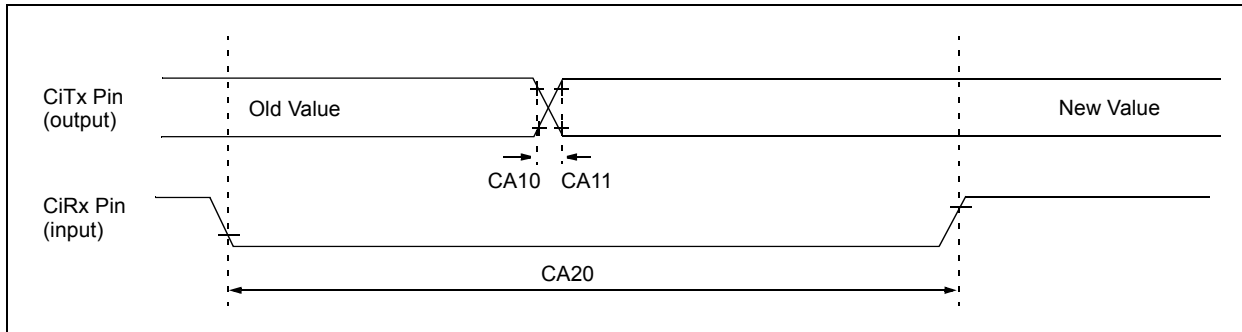 CiTx Pin
(output)
Old Value
New Value
CA10 CA11
CiRx Pin
(input)
CA20